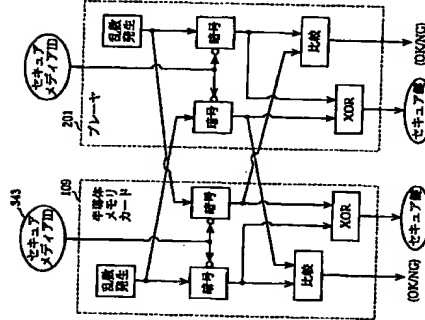 343
セキュア
メディアID
109
半導体
メモリ
カード
乱数
発生
暗号
暗号
比較
XOR
(OK/NG)
セキュア鍵
セキュア
メディアID
201
プレーヤ
乱数
発生
暗号
暗号
比較
XOR
(OK/NG)
セキュア鍵